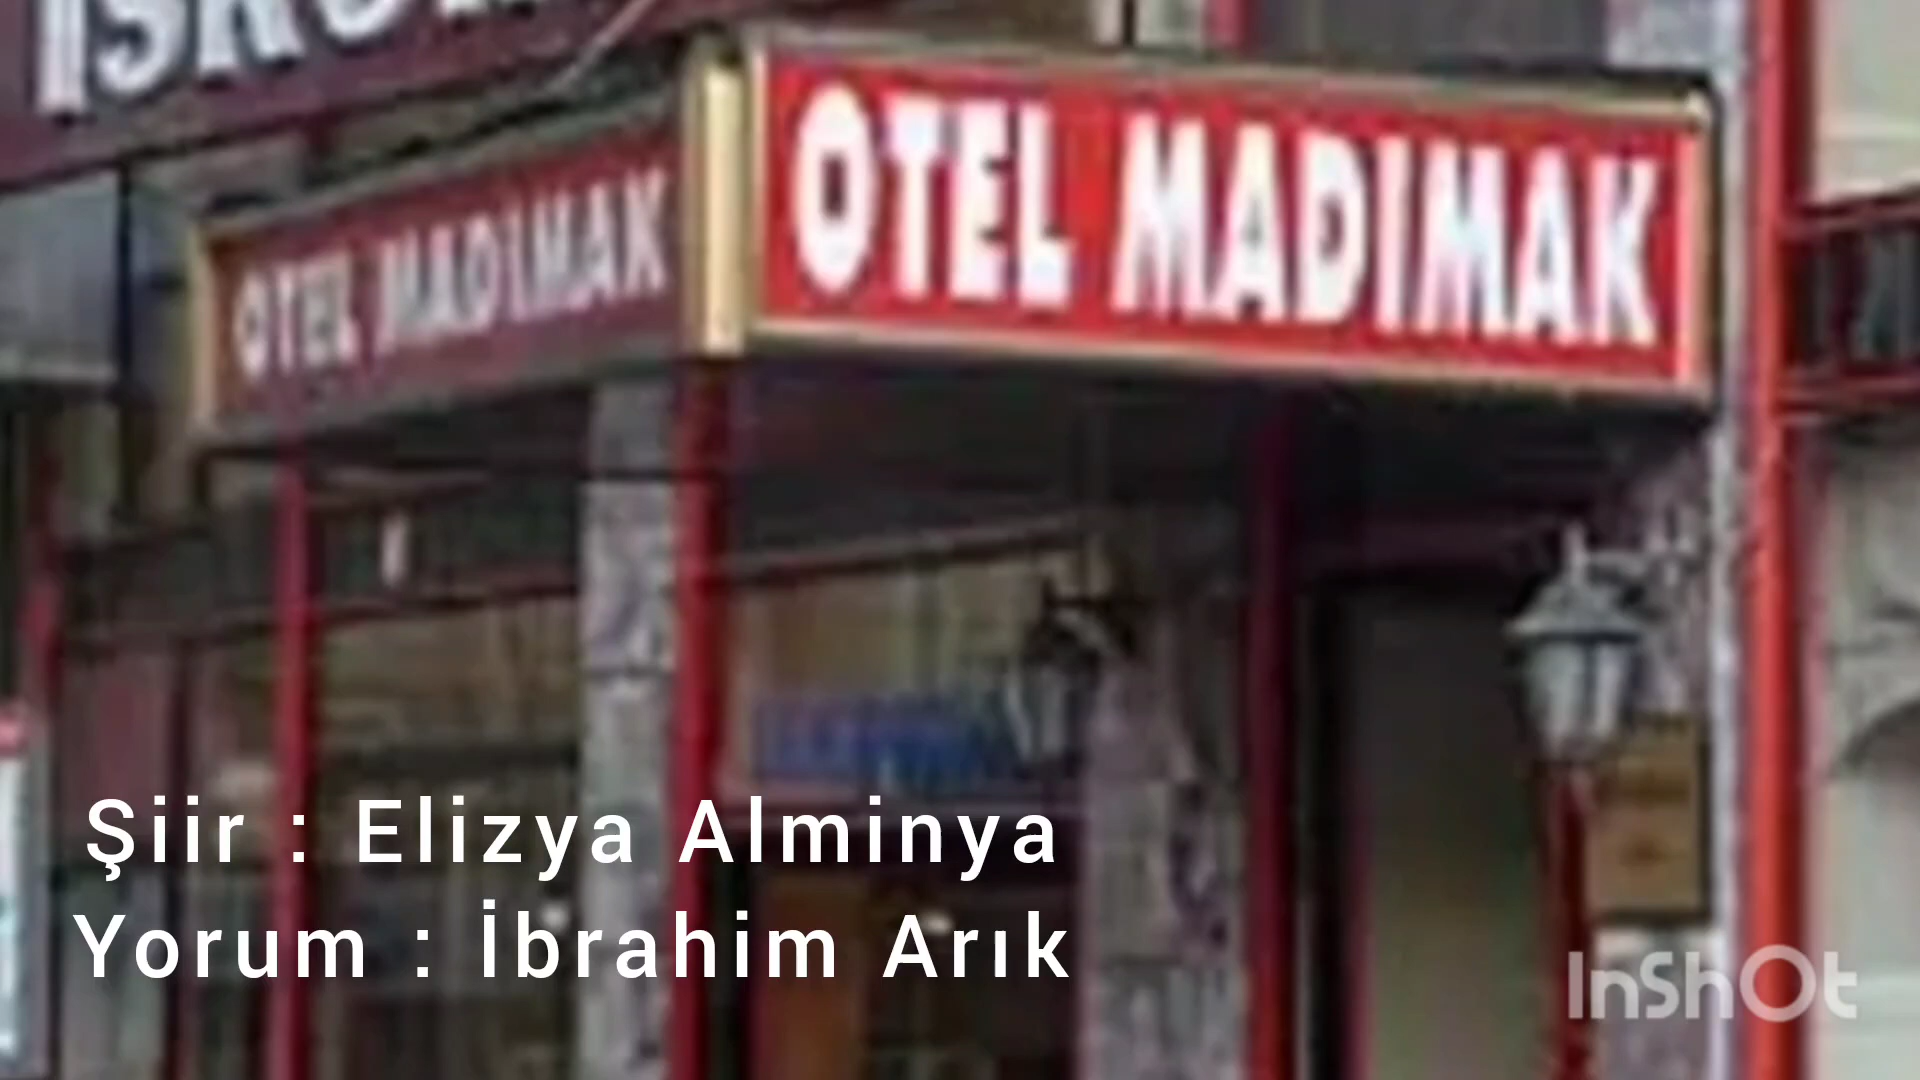 OTEL MADIMAK
OTEL MADIMAK
Şiir : Elizya Alminya
Yorum : İbrahim Arık
InShOt